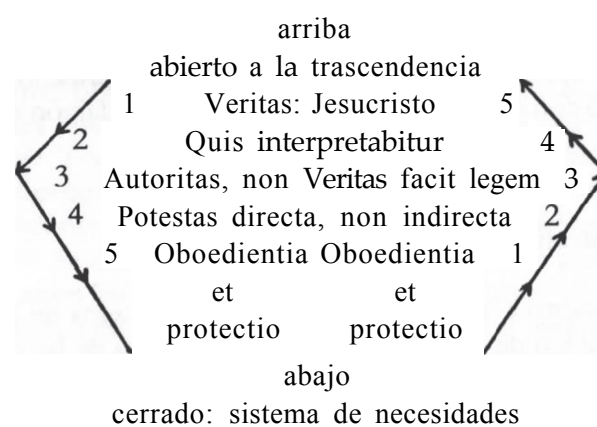 arriba
abierto a la trascendencia
1 Veritas: Jesucristo 5
2 Quis interpretabitur 4
3 Autoritas, non Veritas facit legem 3
4 Potestas directa, non indirecta 2
5 Oboedientia Oboedientia 1
et et
protectio protectio
abajo
cerrado: sistema de necesidades